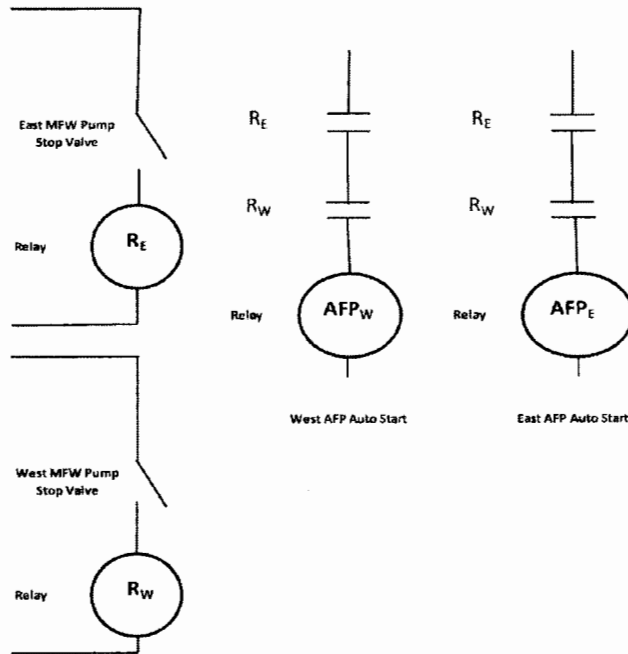 East MFW Pump
Stop Valve
Relay
R_E
R_E
R_W
Relay
AFP_W
West AFP Auto Start
R_E
R_W
Relay
AFP_E
East AFP Auto Start
West MFW Pump
Stop Valve
Relay
R_W